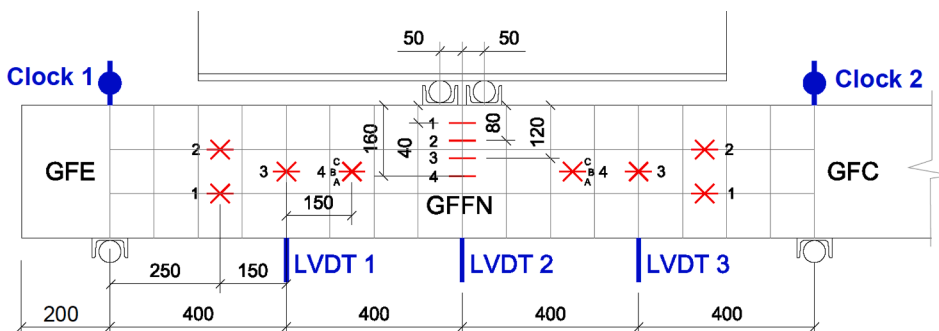 50 50
Clock 1 Clock 2
160 40 1 80 120
2 2 2
3 C C
GFE 3 4 B B 4 3 GFC
A 4 A
1 150 GFFN 1
LVDT 1 LVDT 2 LVDT 3
250 150
200 400 400 400 400